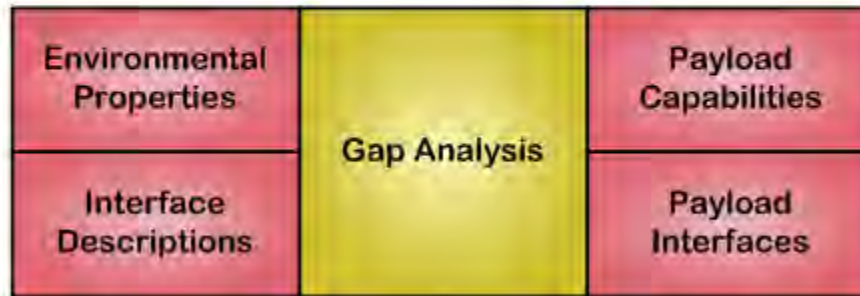 Environmental
Properties
Interface
Descriptions
Gap Analysis
Payload
Capabilities
Payload
Interfaces